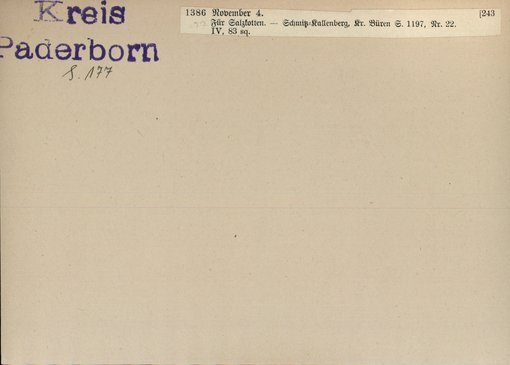 Kreis
Paderborn
S. 177
1386 November 4. [243
Für Salzkotten. — Schmitz-Kallenberg, Kr. Büren S. 1197, Nr. 22.
IV, 83 sq.